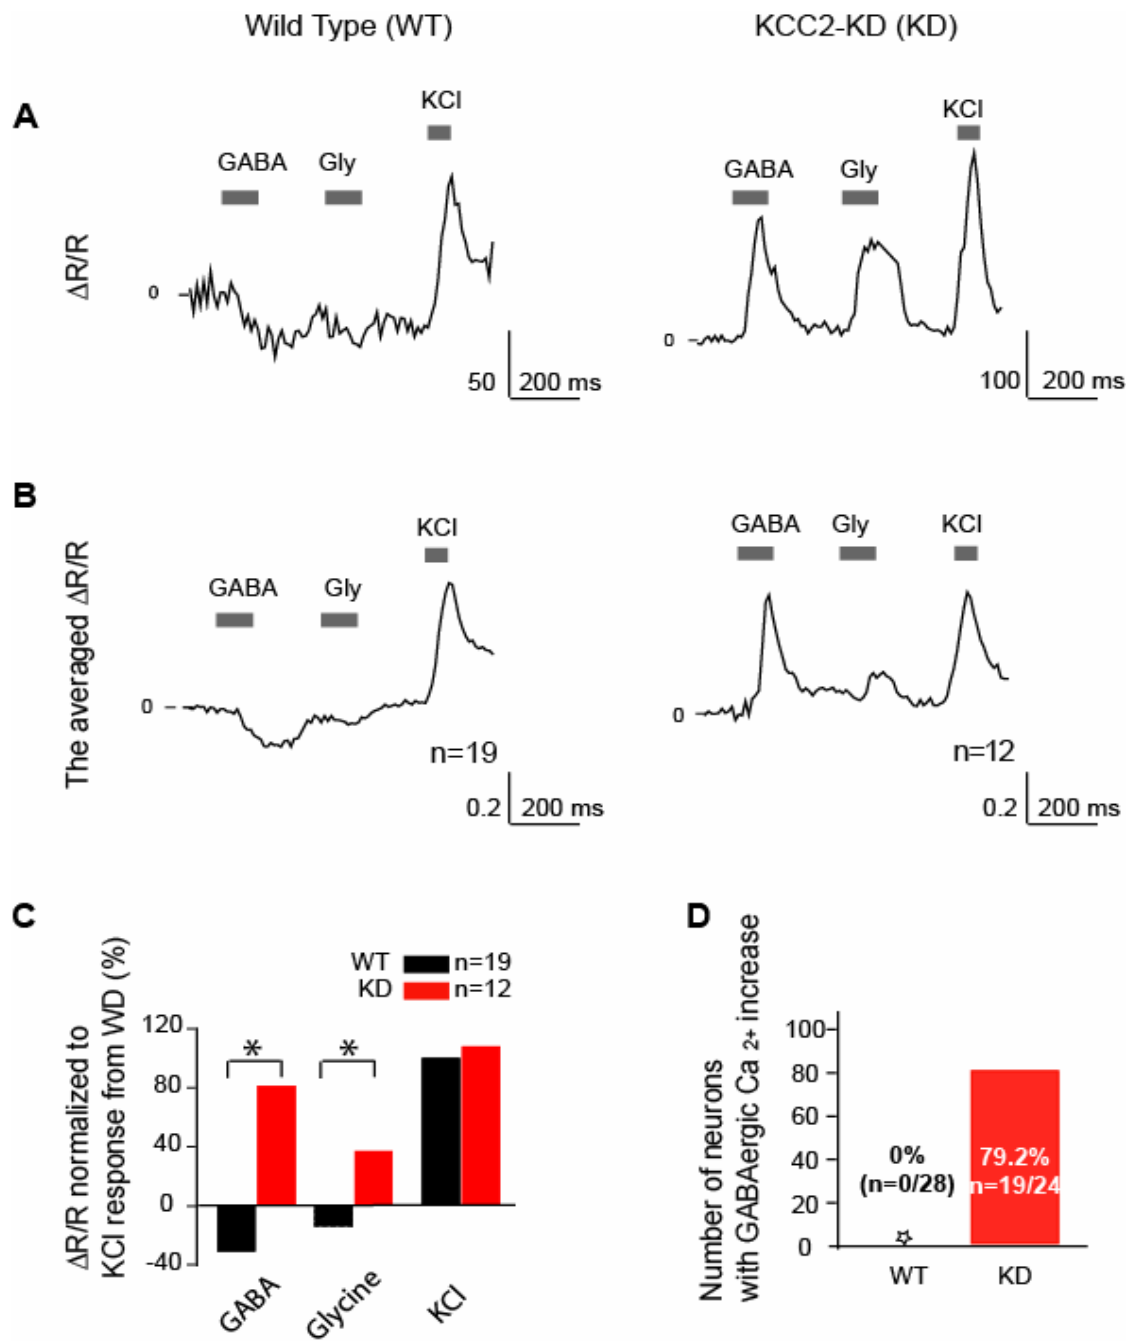 Wild Type (WT)
KCC2-KD (KD)
A
ΔR/R
GABA
Gly
KCl
0
50
200 ms
GABA
Gly
KCl
0
100
200 ms
B
The averaged ΔR/R
GABA
Gly
KCl
0
n=19
0.2
200 ms
GABA
Gly
KCl
0
n=12
0.2
200 ms
C
ΔR/R normalized to
KCl response from WD (%)
WT n=19
KD n=12
120
80
40
0
-40
*
*
GABA
Glycine
KCl
D
Number of neurons
with GABAergic Ca 2+ increase
100
80
60
40
20
0
0%
(n=0/28)
79.2%
n=19/24
WT
KD